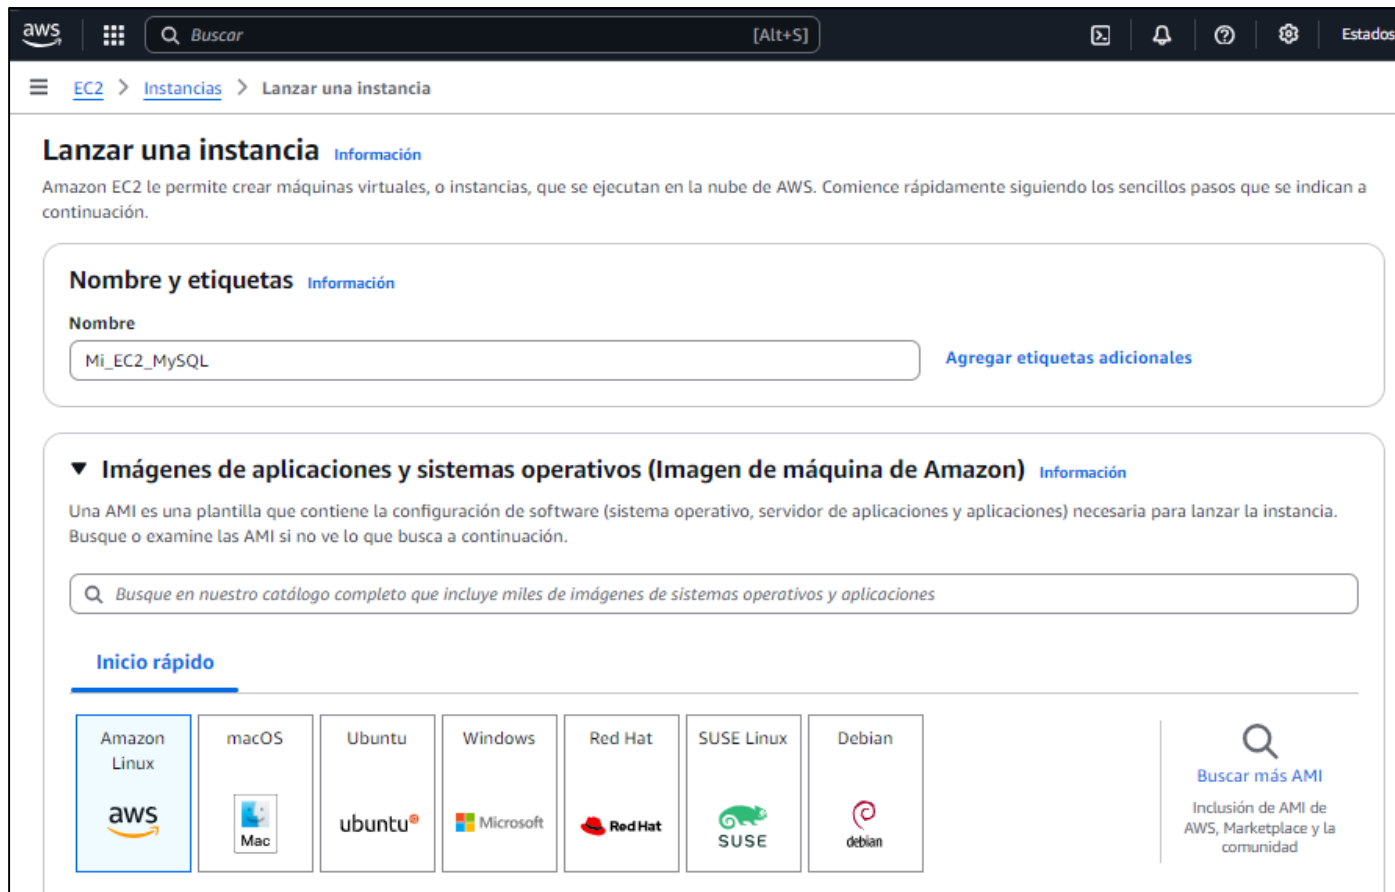 aws
Buscar
[Alt+S]
Estados
EC2 > Instancias > Lanzar una instancia
Lanzar una instancia Información
Amazon EC2 le permite crear máquinas virtuales, o instancias, que se ejecutan en la nube de AWS. Comience rápidamente siguiendo los sencillos pasos que se indican a
continuación.
Nombre y etiquetas Información
Nombre
Mi_EC2_MySQL
Agregar etiquetas adicionales
Imágenes de aplicaciones y sistemas operativos (Imagen de máquina de Amazon) Información
Una AMI es una plantilla que contiene la configuración de software (sistema operativo, servidor de aplicaciones y aplicaciones) necesaria para lanzar la instancia.
Busque o examine las AMI si no ve lo que busca a continuación.
Busque en nuestro catálogo completo que incluye miles de imágenes de sistemas operativos y aplicaciones
Inicio rápido
Amazon
Linux
aws
macOS
Mac
Ubuntu
ubuntu
Windows
Microsoft
Red Hat
Red Hat
SUSE Linux
SUSE
Debian
debian
Buscar más AMI
Inclusión de AMI de
AWS, Marketplace y la
comunidad